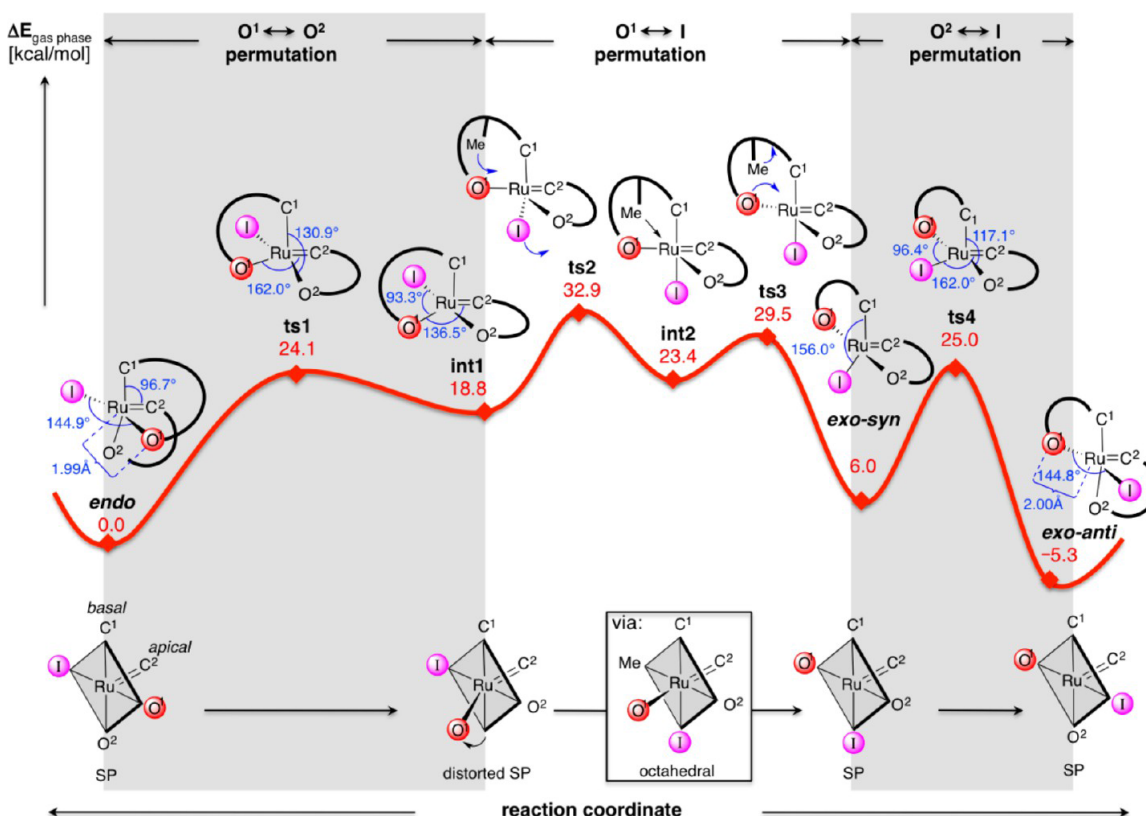 ΔE gas phase
[kcal/mol]
O¹ ↔ O²
permutation
O¹ ↔ I
permutation
O² ↔ I
permutation
I
C¹
Ru
C²
O¹
O²
96.7°
144.9°
1.99Å
endo
0.0
I
C¹
130.9°
Ru
C²
O¹
O²
162.0°
ts1
24.1
I
C¹
93.3°
Ru
C²
O¹
O²
136.5°
int1
18.8
Me
C¹
O¹
Ru
C²
O²
I
ts2
32.9
Me
C¹
O¹
Ru
C²
O²
I
int2
23.4
Me
C¹
O¹
Ru
C²
O²
I
ts3
29.5
C¹
O¹
Ru
C²
156.0°
O²
I
exo-syn
6.0
O¹
C¹
117.1°
96.4°
Ru
C²
I
162.0°
O²
ts4
25.0
C¹
O¹
Ru
C²
144.8°
I
2.00Å
O²
exo-anti
−5.3
basal
C¹
apical
C²
I
Ru
O¹
O²
SP
C¹
I
C²
Ru
O²
O¹
distorted SP
via:
C¹
Me
C²
Ru
O²
O¹
I
octahedral
C¹
O¹
C²
Ru
O²
I
SP
C¹
O¹
C²
Ru
I
O²
SP
reaction coordinate